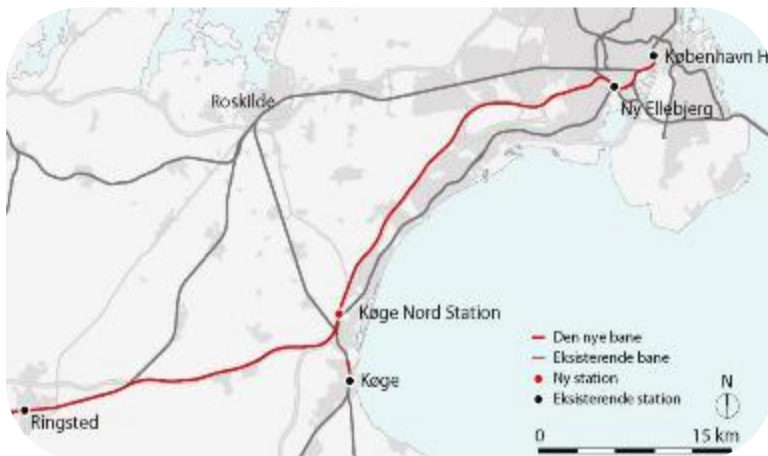 København H
Roskilde
Ny Ellebjerg
Køge Nord Station
Køge
Ringsted
Den nye bane
Eksisterende bane
Ny station
Eksisterende station
N
0 15 km